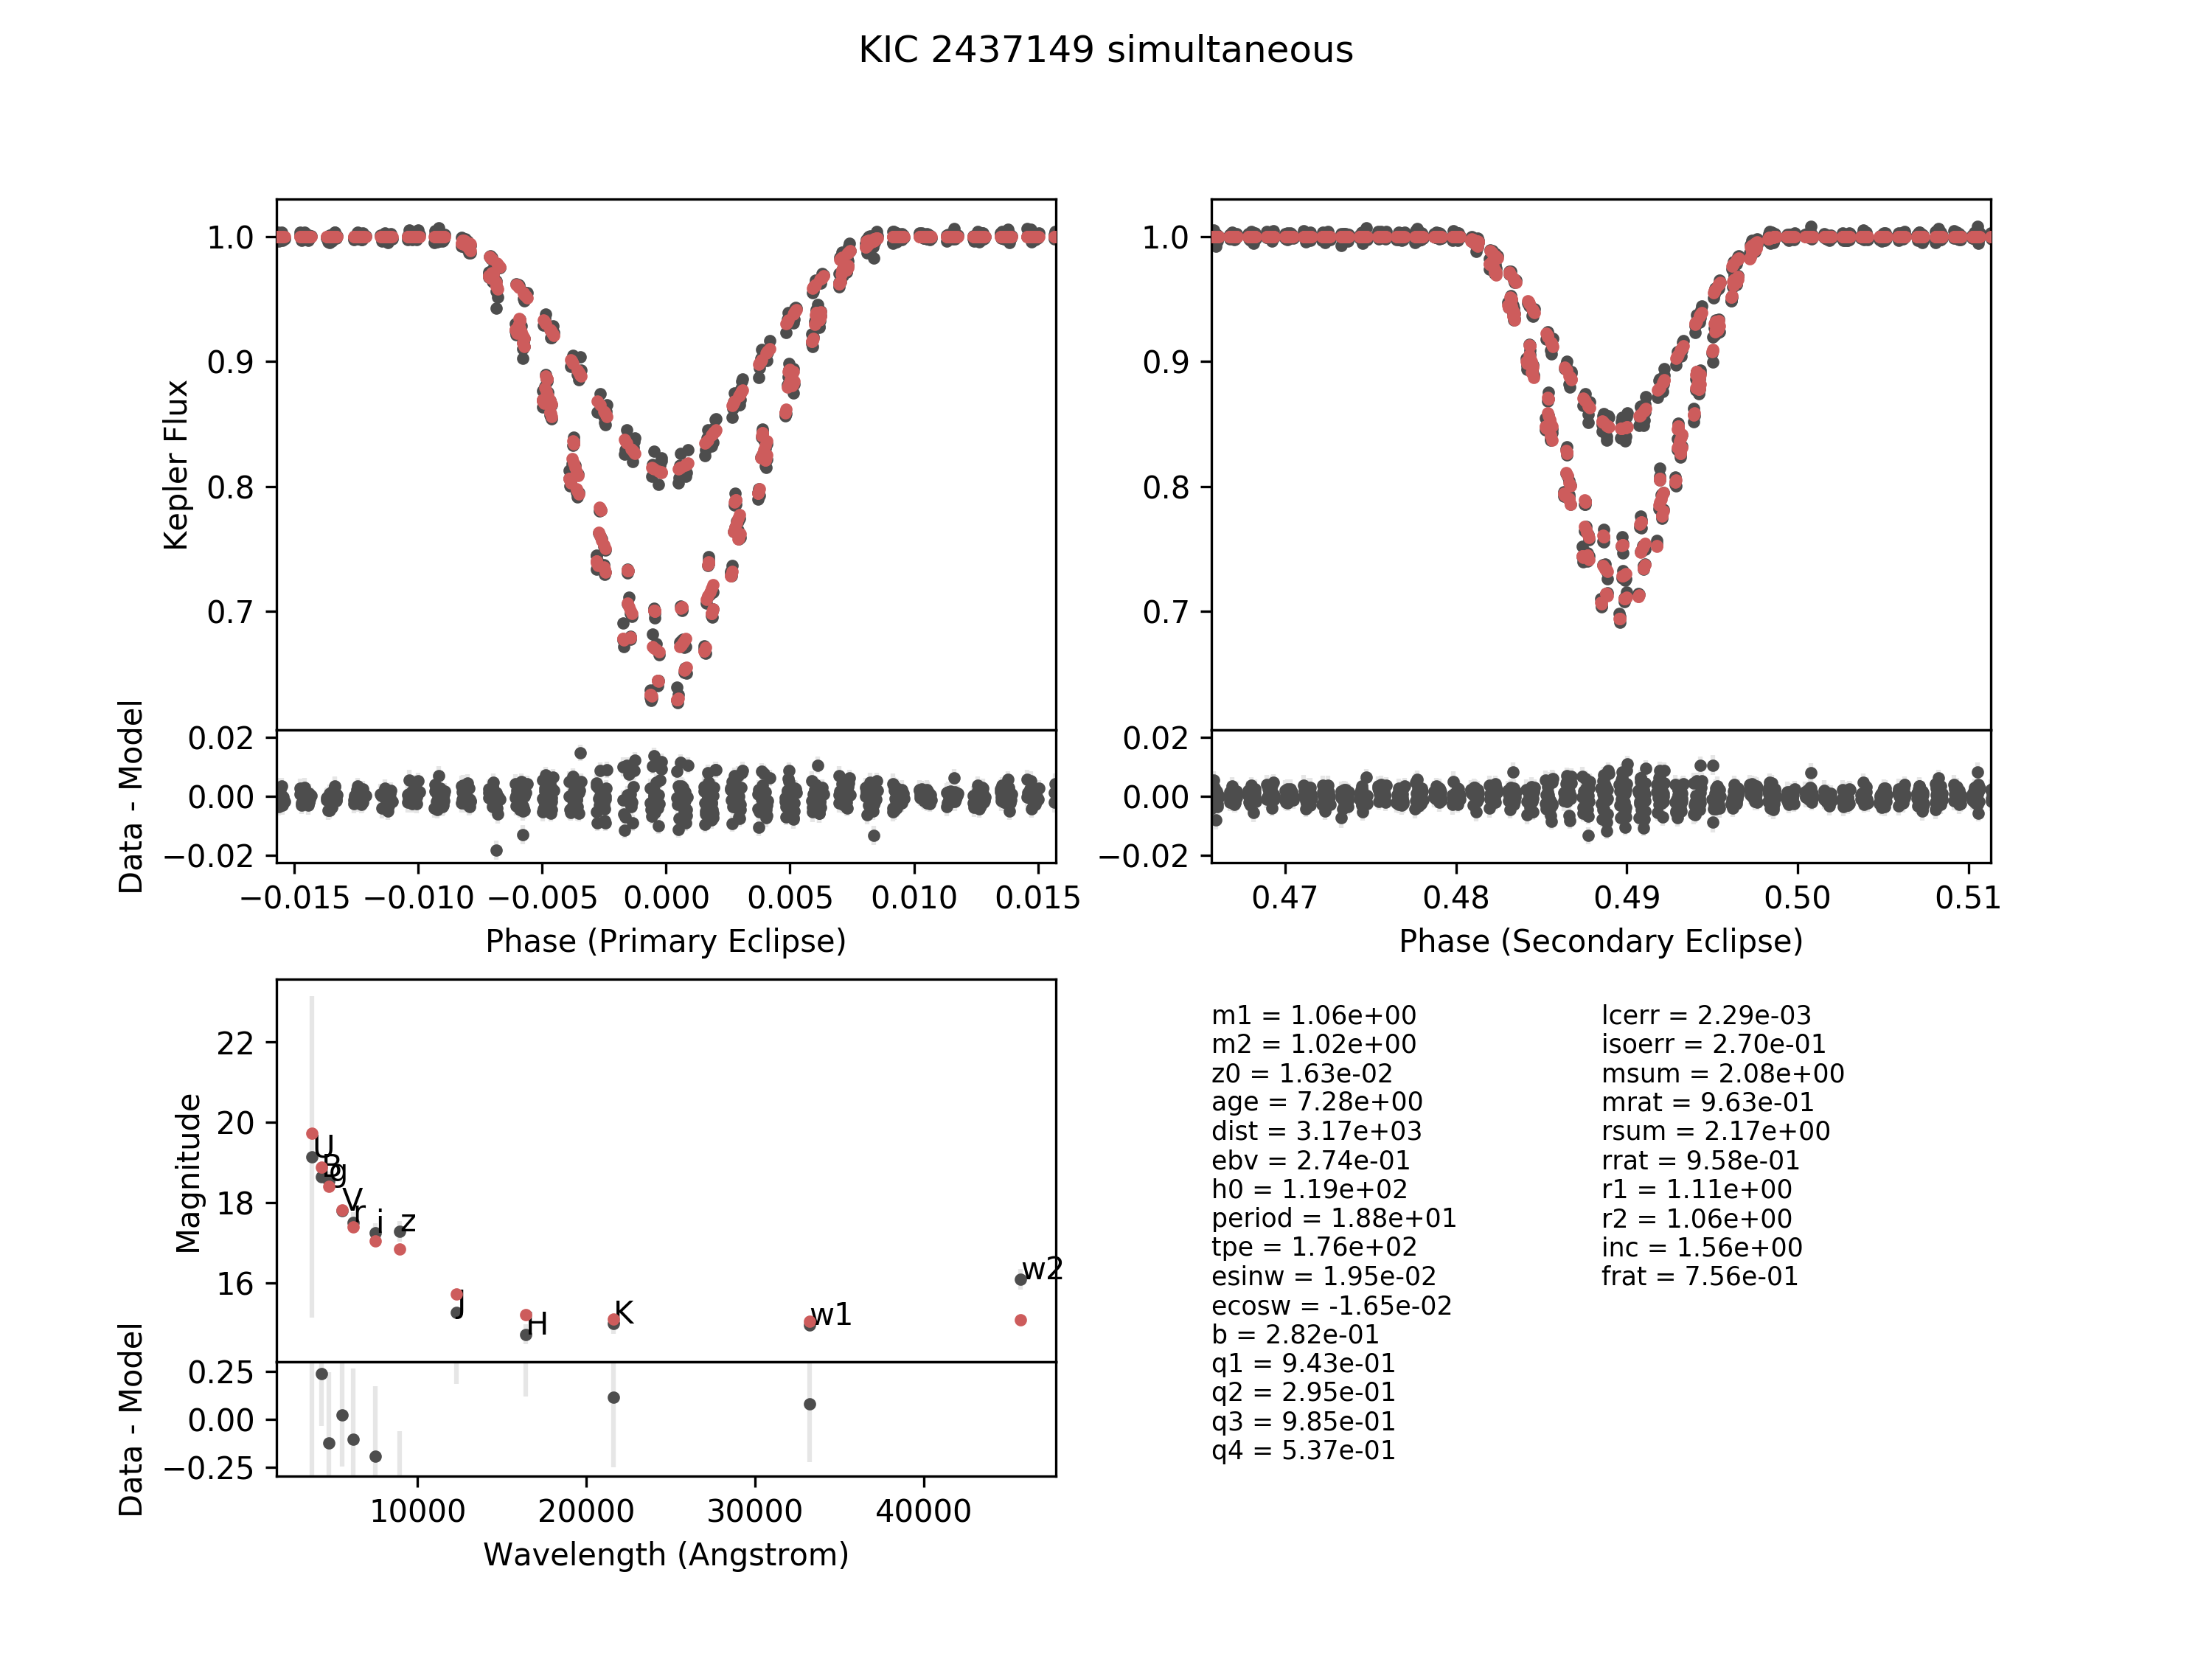 KIC 2437149 simultaneous
1.0
0.9
0.8
0.7
Kepler Flux
0.02
0.00
−0.02
Data - Model
−0.015 −0.010 −0.005 0.000 0.005 0.010 0.015
Phase (Primary Eclipse)
1.0
0.9
0.8
0.7
0.02
0.00
−0.02
0.47 0.48 0.49 0.50 0.51
Phase (Secondary Eclipse)
22
20
18
16
Magnitude
U
B
g
V
r
i
z
J
H
K
w1
w2
0.25
0.00
−0.25
Data - Model
10000 20000 30000 40000
Wavelength (Angstrom)
m1 = 1.06e+00
m2 = 1.02e+00
z0 = 1.63e-02
age = 7.28e+00
dist = 3.17e+03
ebv = 2.74e-01
h0 = 1.19e+02
period = 1.88e+01
tpe = 1.76e+02
esinw = 1.95e-02
ecosw = -1.65e-02
b = 2.82e-01
q1 = 9.43e-01
q2 = 2.95e-01
q3 = 9.85e-01
q4 = 5.37e-01
lcerr = 2.29e-03
isoerr = 2.70e-01
msum = 2.08e+00
mrat = 9.63e-01
rsum = 2.17e+00
rrat = 9.58e-01
r1 = 1.11e+00
r2 = 1.06e+00
inc = 1.56e+00
frat = 7.56e-01